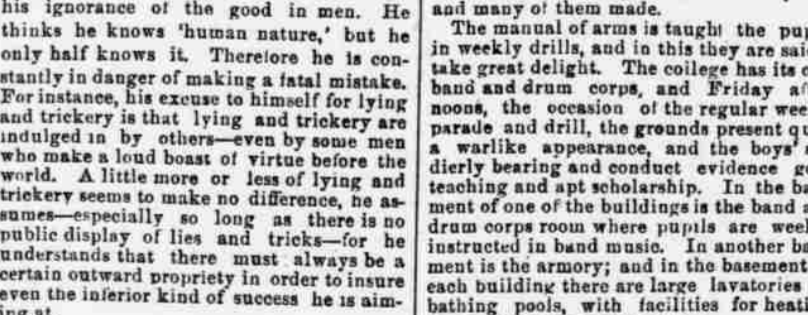 his ignorance of the good in men. He
thinks he knows 'human nature,' but he
only half knows it. Therefore he is con-
stantly in danger of making a fatal mistake.
For instance, his excuse to himself for lying
and trickery is that lying and trickery are
indulged in by others—even by some men
who make a loud boast of virtue before the
world. A little more or less of lying and
trickery seems to make no difference, he as-
sumes—especially so long as there is no
public display of lies and tricks—for he
understands that there must always be a
certain outward propriety in order to insure
even the inferior kind of success he is aim-
ing at.
and many of them made.
The manual of arms is taught the pup
in weekly drills, and in this they are sai
take great delight. The college has its
band and drum corps, and Friday af
noons, the occesion of the regular wee
parade and drill, the grounds present qu
a warlike appearance, and the boys'
dierly bearing and conduct evidence g
teaching and apt scholarship. In the ba
ment of one of the buildings is the band
drum corps room where pupils are week
instructed in band music. In another ba
ment is the armory; and in the basement
each building there are large lavatories
bathing pools, with facilities for heati